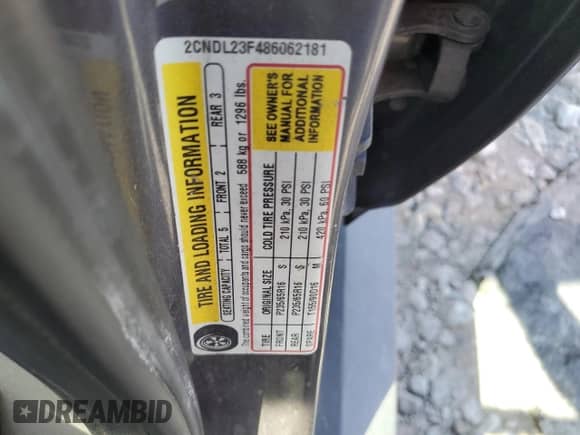 2CNDL23F486062181
TIRE AND LOADING INFORMATION
SEATING CAPACITY TOTAL 5 FRONT 2 REAR 3
The combined weight of occupants and cargo should never exceed 588 kg or 1296 lbs.
TIRE ORIGINAL SIZE COLD TIRE PRESSURE
FRONT P235/65R16 S 210 kPa, 30 PSI
REAR P235/65R16 S 210 kPa, 30 PSI
SPARE T155/90D16 M 420 kPa, 60 PSI
SEE OWNER'S
MANUAL FOR
ADDITIONAL
INFORMATION
DREAMBID